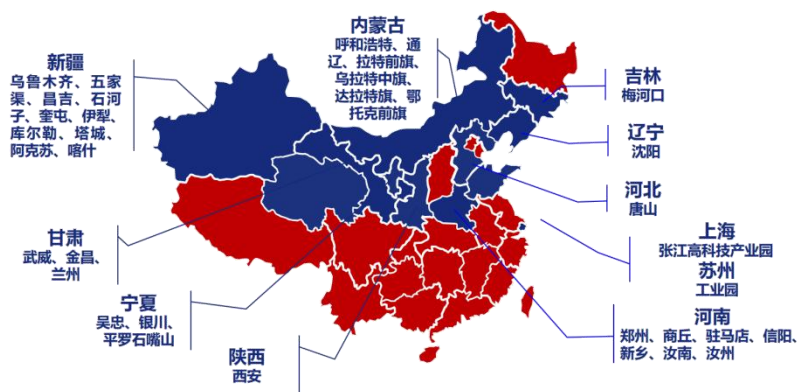 新疆
乌鲁木齐、五家
渠、昌吉、石河
子、奎屯、伊犁、
库尔勒、塔城、
阿克苏、喀什
内蒙古
呼和浩特、通
辽、拉特前旗、
乌拉特中旗、
达拉特旗、鄂
托克前旗
吉林
梅河口
辽宁
沈阳
河北
唐山
上海
张江高科技产业园
苏州
工业园
河南
郑州、商丘、驻马店、信阳、
新乡、汝南、汝州
甘肃
武威、金昌、
兰州
宁夏
吴忠、银川、
平罗石嘴山
陕西
西安